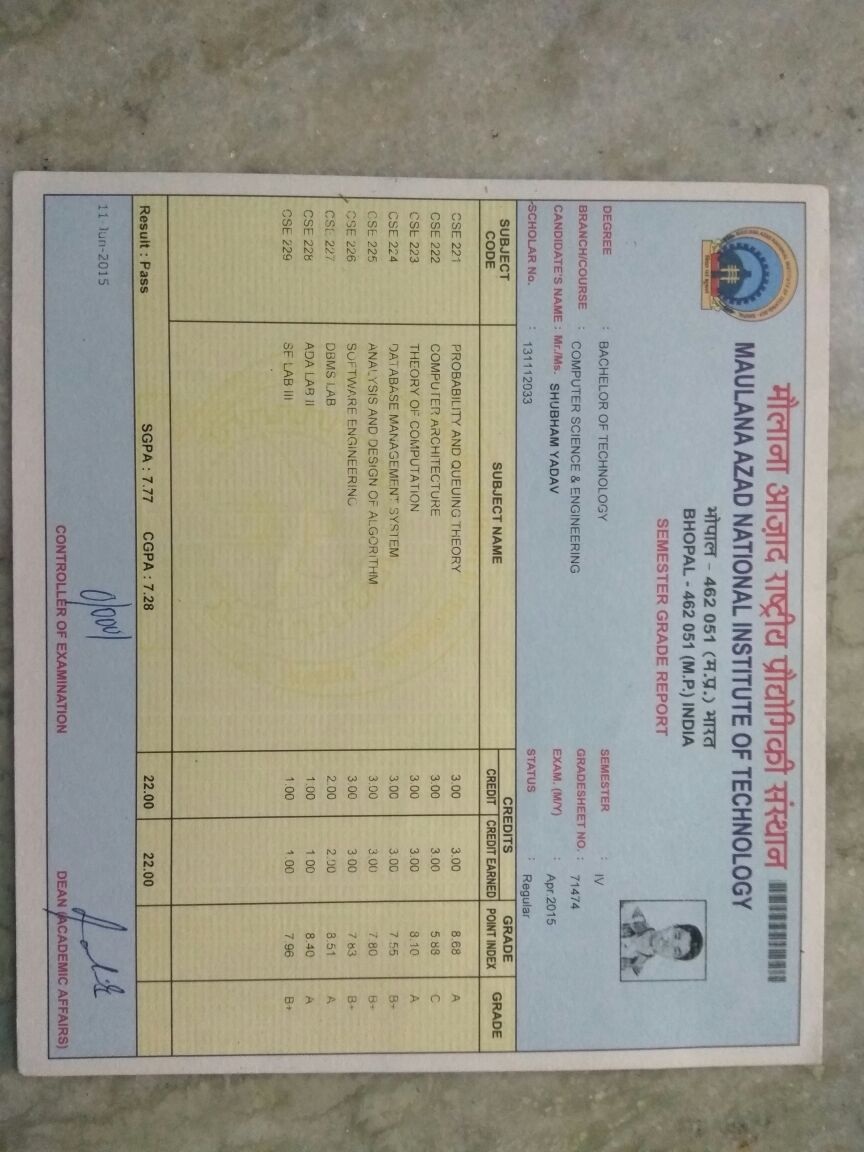 मौलाना आज़ाद राष्ट्रीय प्रौद्योगिकी संस्थान
MAULANA AZAD NATIONAL INSTITUTE OF TECHNOLOGY
भोपाल – 462 051 (म.प्र.) भारत
BHOPAL - 462 051 (M.P.) INDIA
SEMESTER GRADE REPORT
DEGREE : BACHELOR OF TECHNOLOGY SEMESTER : IV
BRANCH/COURSE : COMPUTER SCIENCE & ENGINEERING GRADESHEET NO. : 71474
CANDIDATE'S NAME : Mr./Ms. SHUBHAM YADAV EXAM. (M/Y) : Apr 2015
SCHOLAR No. : 131112033 STATUS : Regular
SUBJECT CODE SUBJECT NAME CREDITS GRADE POINT INDEX GRADE
CREDIT CREDIT EARNED
CSE 221 PROBABILITY AND QUEUING THEORY 3.00 3.00 8.68 A
CSE 222 COMPUTER ARCHITECTURE 3.00 3.00 5.88 C
CSE 223 THEORY OF COMPUTATION 3.00 3.00 8.10 A
CSE 224 DATABASE MANAGEMENT SYSTEM 3.00 3.00 7.55 B+
CSE 225 ANALYSIS AND DESIGN OF ALGORITHM 3.00 3.00 7.80 B+
CSE 226 SOFTWARE ENGINEERING 3.00 3.00 7.83 B+
CSE 227 DBMS LAB 2.00 2.00 8.51 A
CSE 228 ADA LAB II 1.00 1.00 8.40 A
CSE 229 SE LAB III 1.00 1.00 7.96 B+
Result : Pass SGPA : 7.77 CGPA : 7.28 22.00 22.00
11 Jun-2015
CONTROLLER OF EXAMINATION DEAN (ACADEMIC AFFAIRS)